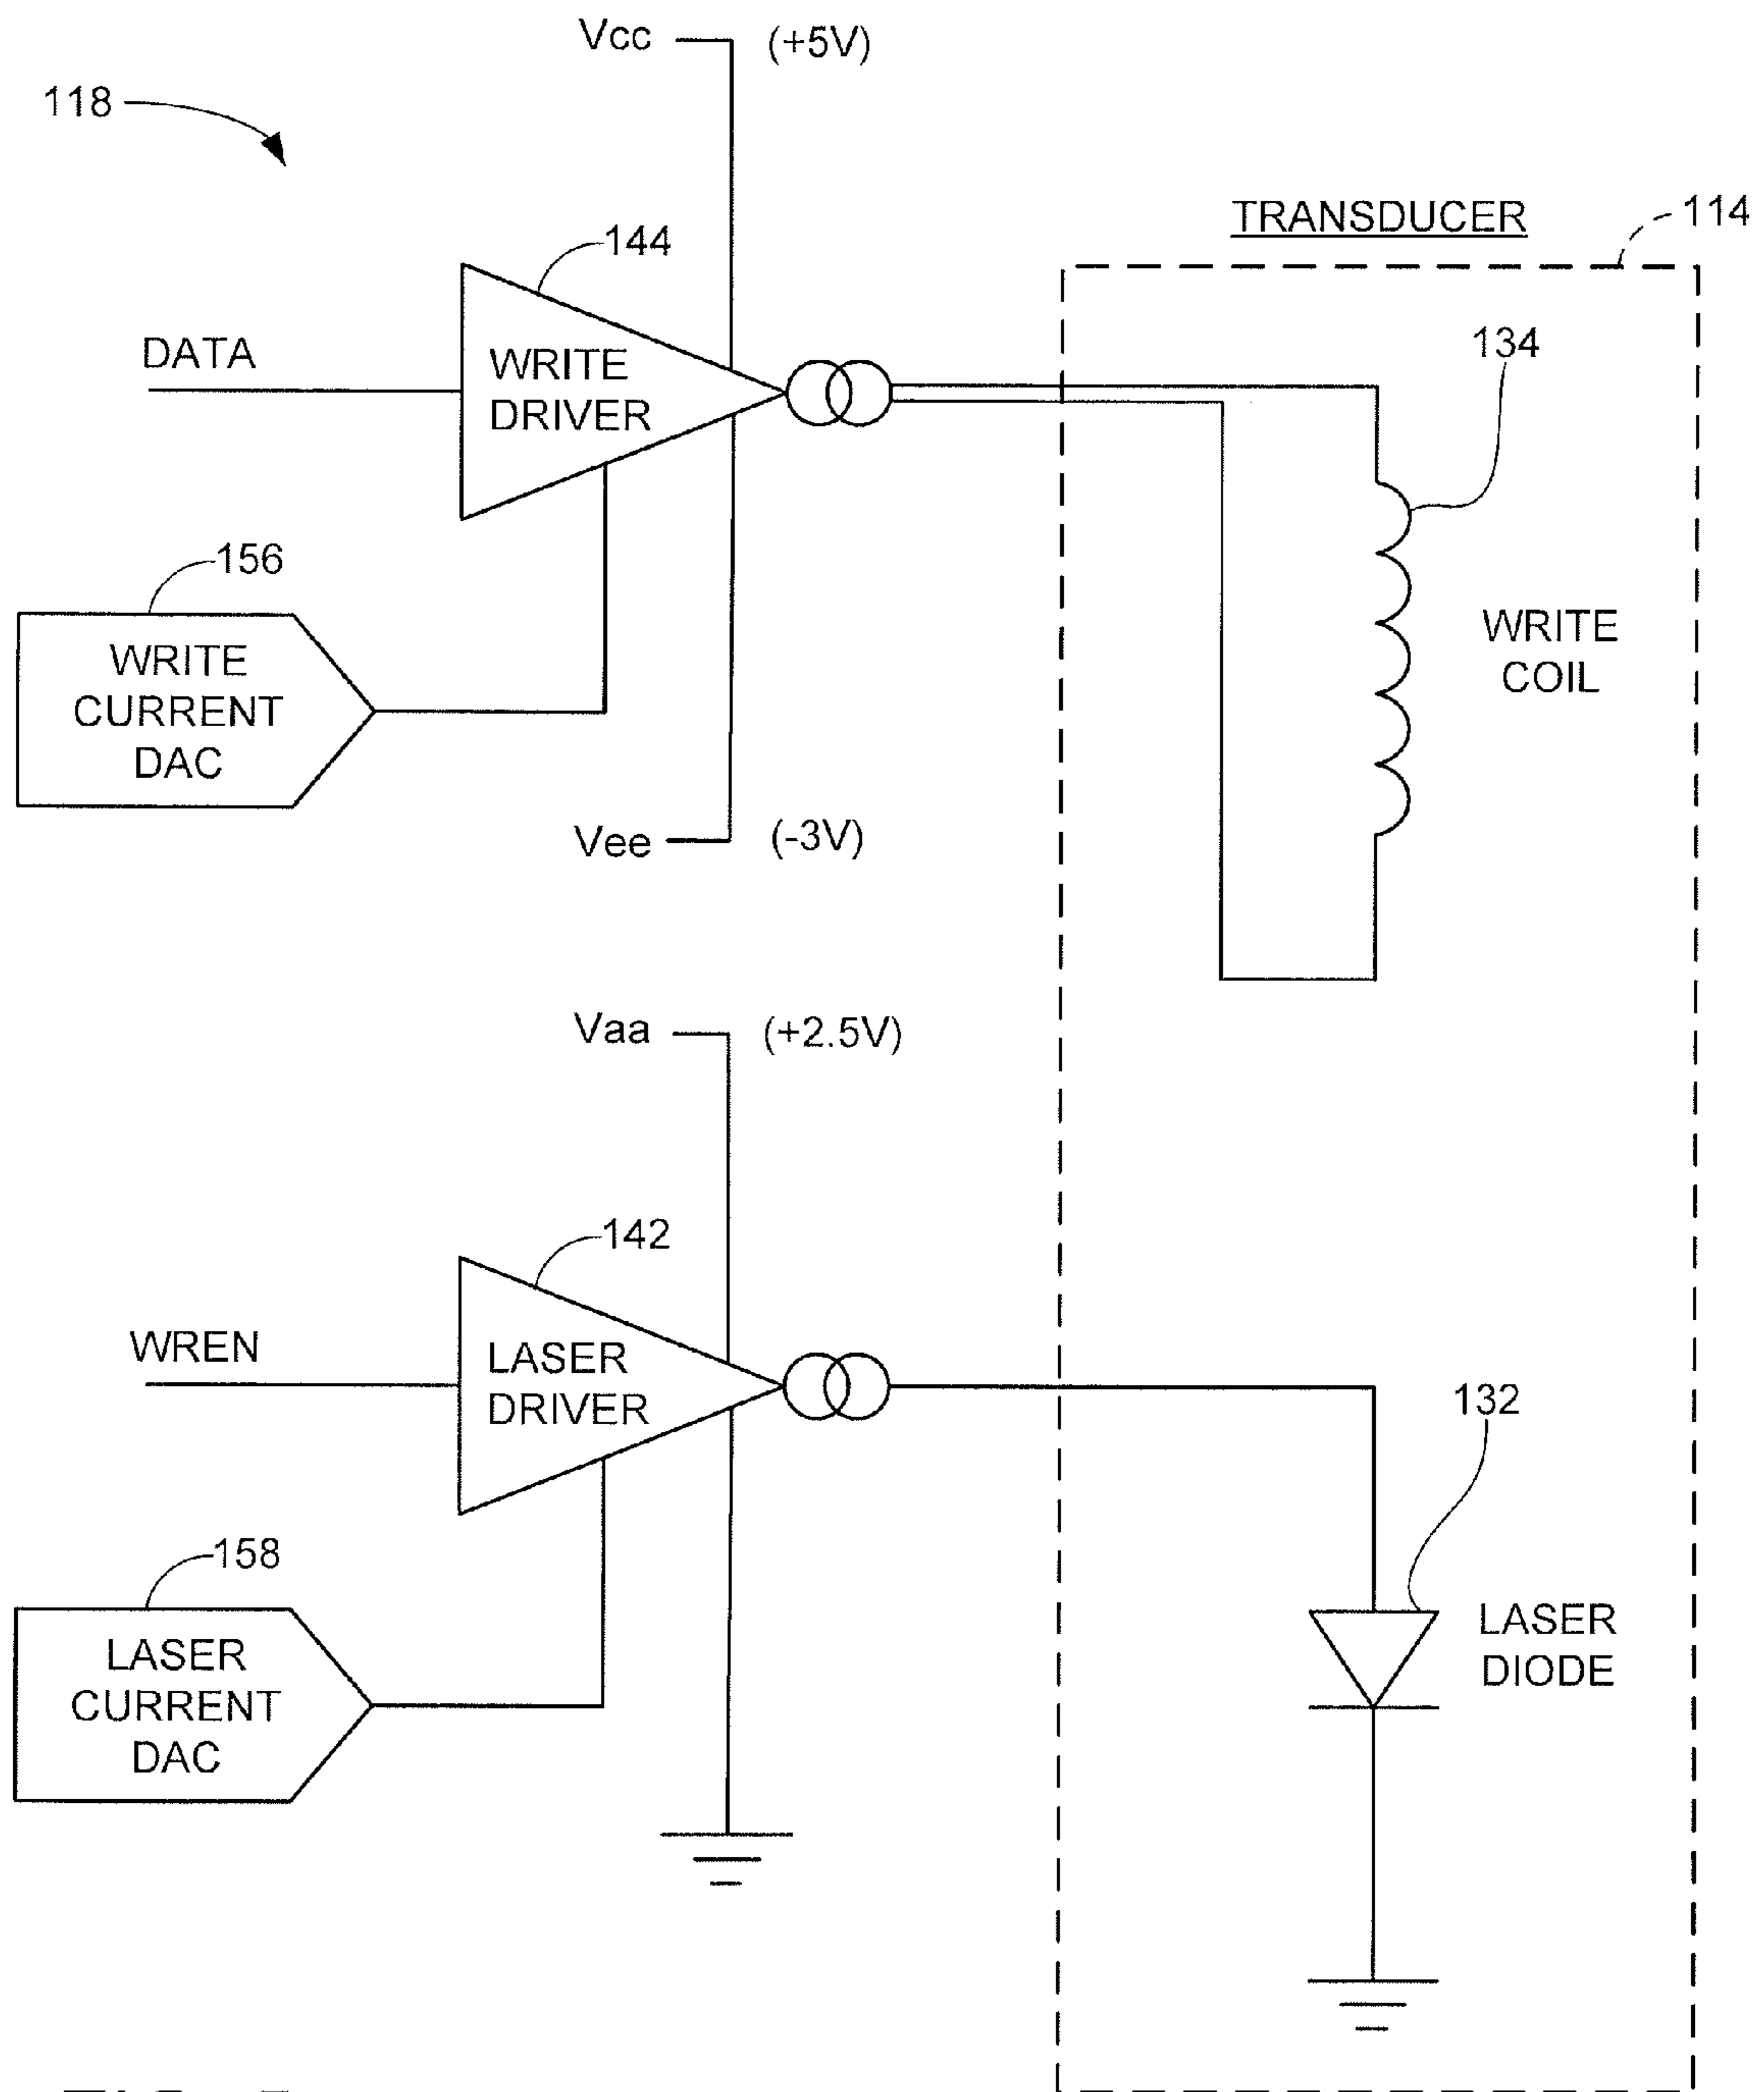 Vcc (+5V)
118
TRANSDUCER
114
144
DATA
WRITE
DRIVER
134
156
WRITE
CURRENT
DAC
WRITE
COIL
Vee (-3V)
Vaa (+2.5V)
142
WREN
LASER
DRIVER
132
158
LASER
CURRENT
DAC
LASER
DIODE